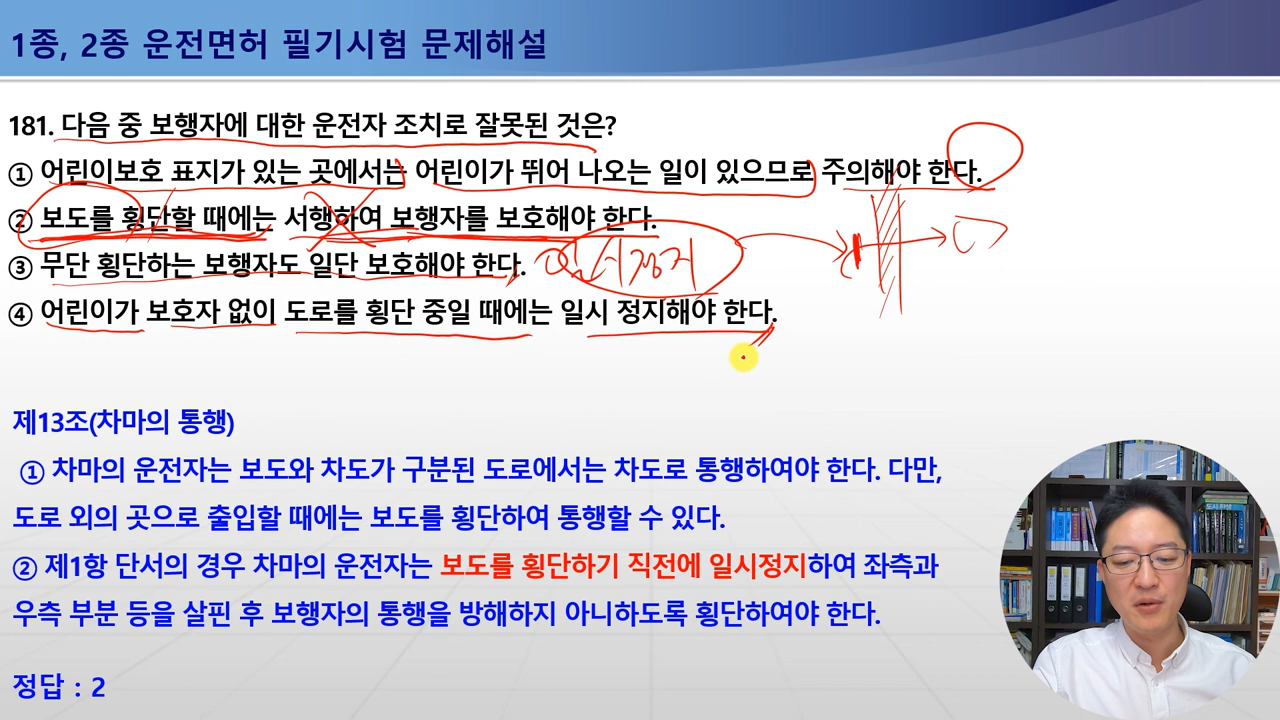 1종, 2종 운전면허 필기시험 문제해설
181. 다음 중 보행자에 대한 운전자 조치로 잘못된 것은?
① 어린이보호 표지가 있는 곳에서는 어린이가 뛰어 나오는 일이 있으므로 주의해야 한다.
② 보도를 횡단할 때에는 서행하여 보행자를 보호해야 한다.
③ 무단 횡단하는 보행자도 일단 보호해야 한다.
일시정지
④ 어린이가 보호자 없이 도로를 횡단 중일 때에는 일시 정지해야 한다.
제13조(차마의 통행)
① 차마의 운전자는 보도와 차도가 구분된 도로에서는 차도로 통행하여야 한다. 다만,
도로 외의 곳으로 출입할 때에는 보도를 횡단하여 통행할 수 있다.
② 제1항 단서의 경우 차마의 운전자는 보도를 횡단하기 직전에 일시정지하여 좌측과
우측 부분 등을 살핀 후 보행자의 통행을 방해하지 아니하도록 횡단하여야 한다.
정답 : 2